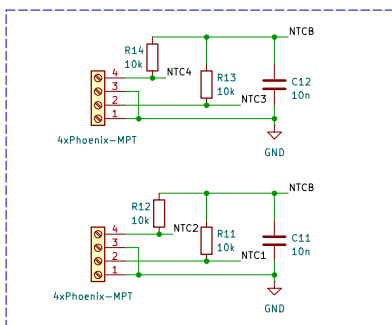 NTCB
R14
10k
NTC4
4
3
2
1
R13
10k
NTC3
C12
10n
4xPhoenix-MPT
GND
NTCB
R12
10k
NTC2
4
3
2
1
R11
10k
NTC1
C11
10n
4xPhoenix-MPT
GND